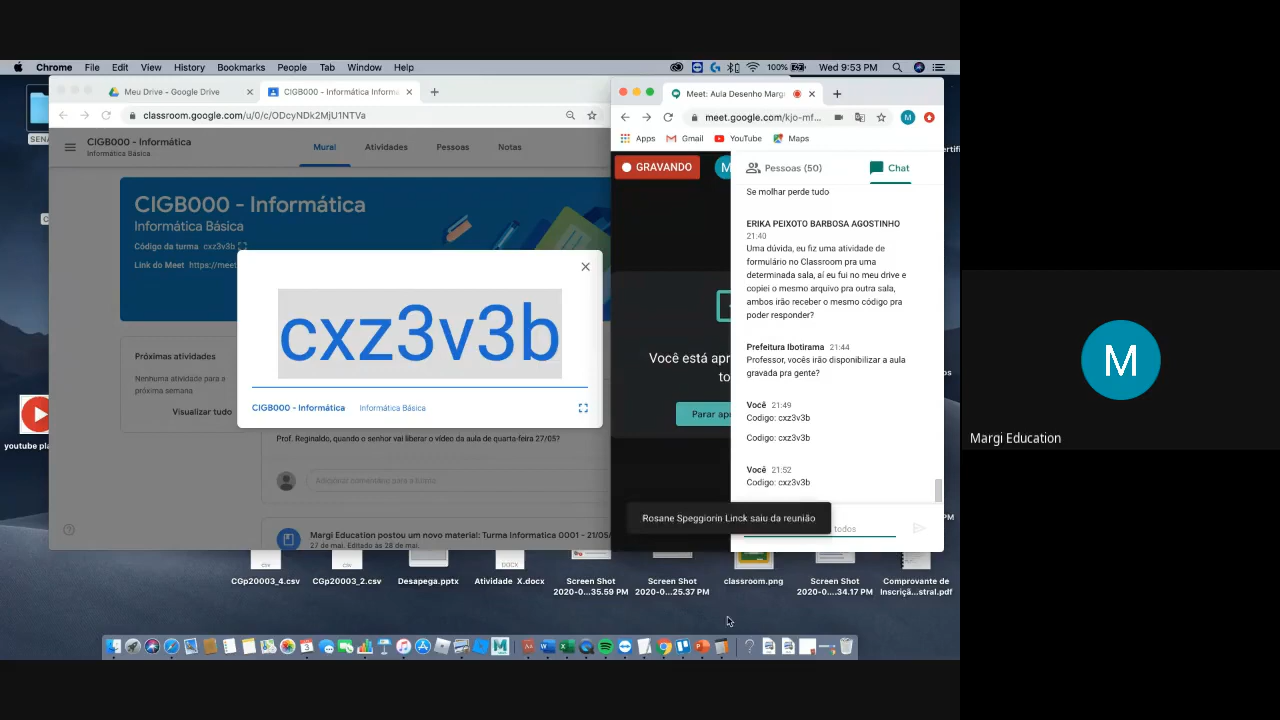 Chrome File Edit View History Bookmarks People Tab Window Help
100% Wed 9:53 PM
Meu Drive - Google Drive
CIGB000 - Informática Informa
classroom.google.com/u/0/c/ODcyNDk2MjU1NTVa
CIGB000 - Informática
Informática Básica
Mural Atividades Pessoas Notas
CIGB000 - Informática
Informática Básica
Código da turma cxz3v3b
Link do Meet https://meet
cxz3v3b
CIGB000 - Informática Informática Básica
Próximas atividades
Nenhuma atividade para a
próxima semana
Visualizar tudo
Prof. Reginaldo, quando o senhor vai liberar o vídeo da aula de quarta-feira 27/05?
Adicionar comentário para a turma
Margi Education postou um novo material: Turma Informatica 0001 - 21/05/
27 de mai. Editado às 28 de mai.
Meet: Aula Desenho Marg
meet.google.com/kjo-mf...
M
Apps Gmail YouTube Maps
GRAVANDO
M
Pessoas (50) Chat
Se molhar perde tudo
ERIKA PEIXOTO BARBOSA AGOSTINHO
21:40
Uma dúvida, eu fiz uma atividade de
formulário no Classroom pra uma
determinada sala, aí eu fui no meu drive e
copiei o mesmo arquivo pra outra sala,
ambos irão receber o mesmo código pra
poder responder?
Prefeitura Ibotirama 21:44
Professor, vocês irão disponibilizar a aula
gravada pra gente?
Você 21:49
Codigo: cxz3v3b
Codigo: cxz3v3b
Você 21:52
Codigo: cxz3v3b
Você está apr
to
Parar apr
Rosane Speggiorin Linck saiu da reunião
todos
SENA
youtube pla
CGp20003_4.csv
CGp20003_2.csv
Desapega.pptx
Atividade X.docx
Screen Shot
2020-0....35.59 PM
Screen Shot
2020-0....25.37 PM
classroom.png
Screen Shot
2020-0....34.17 PM
Comprovante de
Inscriçã...stral.pdf
M
Margi Education